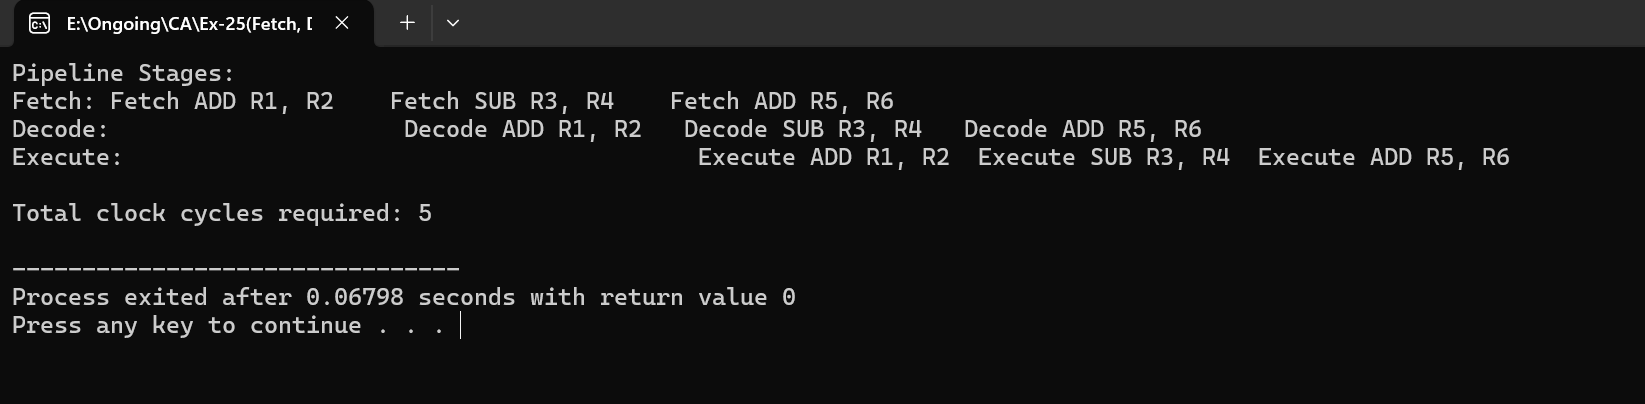 E:\Ongoing\CA\Ex-25(Fetch, D
Pipeline Stages:
Fetch: Fetch ADD R1, R2    Fetch SUB R3, R4    Fetch ADD R5, R6
Decode:                     Decode ADD R1, R2   Decode SUB R3, R4   Decode ADD R5, R6
Execute:                                         Execute ADD R1, R2  Execute SUB R3, R4  Execute ADD R5, R6
Total clock cycles required: 5
--------------------------------
Process exited after 0.06798 seconds with return value 0
Press any key to continue . . .